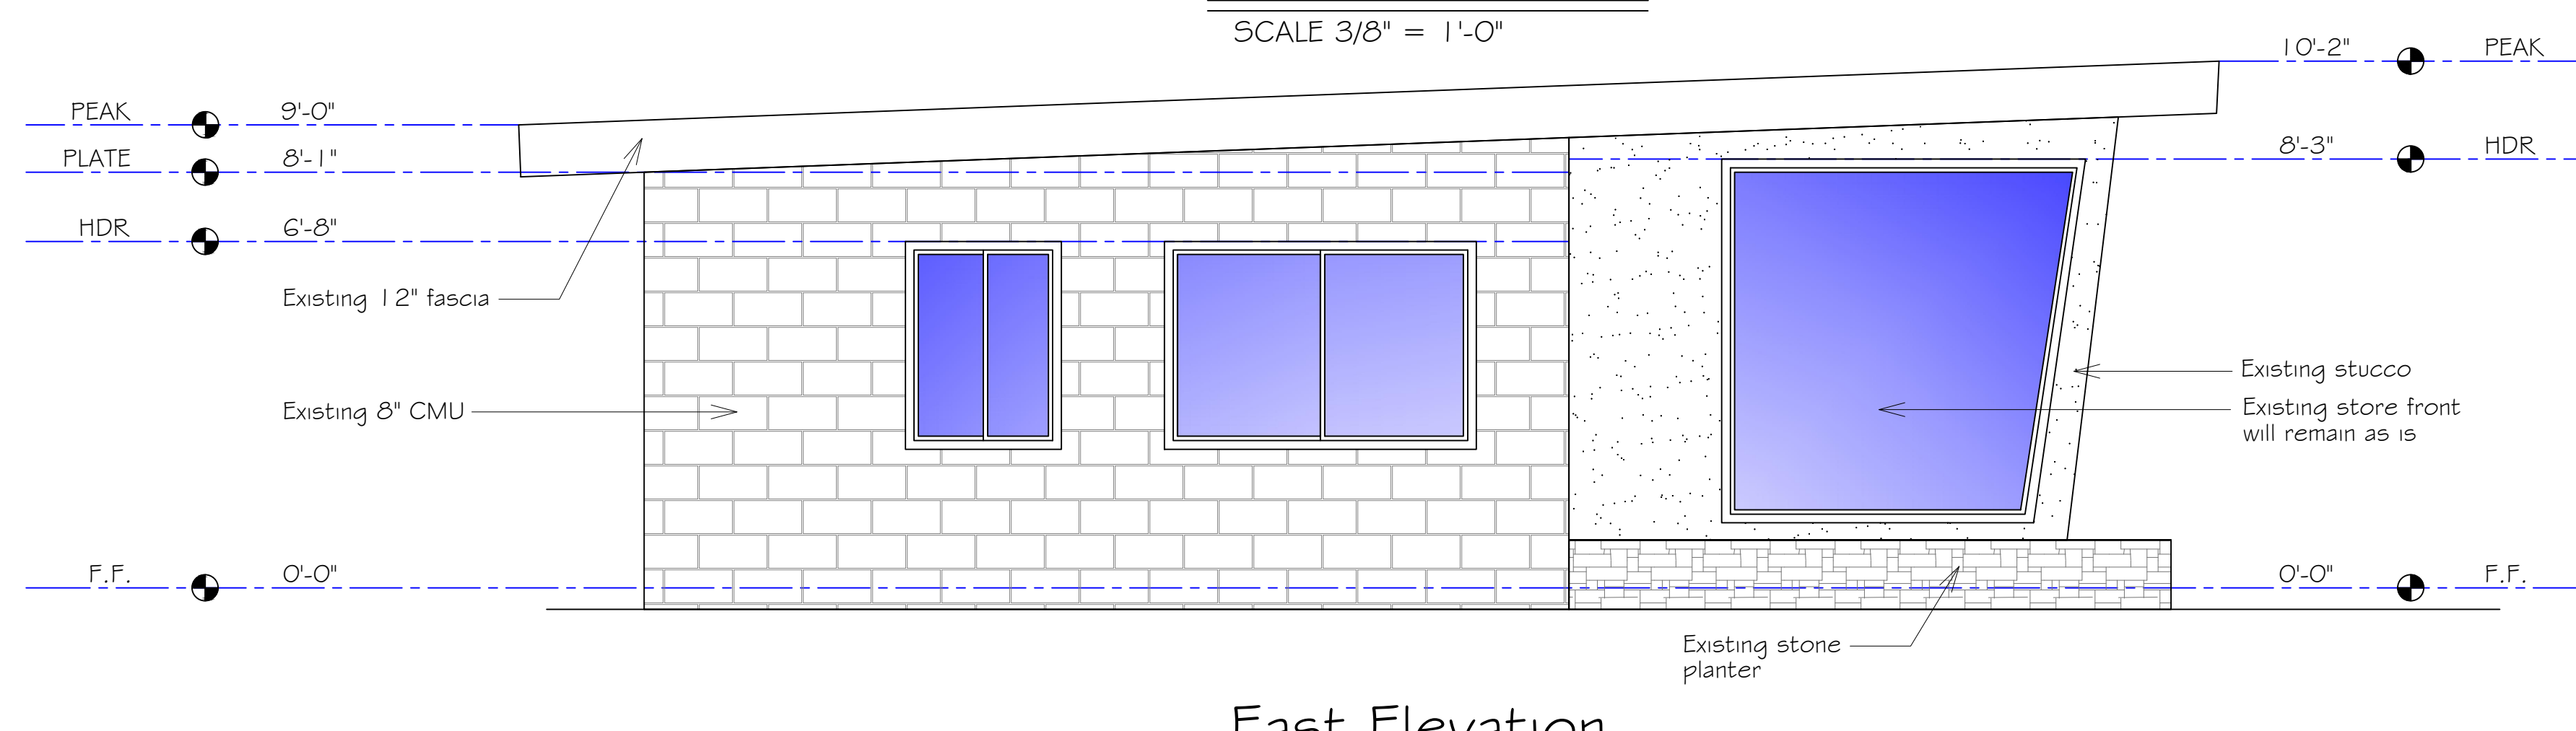 SCALE 3/8" = 1'-0"
10'-2" PEAK
PEAK 9'-0"
PLATE 8'-1"
8'-3" HDR
HDR 6'-8"
Existing 12" fascia
Existing stucco
Existing 8" CMU
Existing store front
will remain as is
F.F. 0'-0"
0'-0" F.F.
Existing stone
planter
East Elevation